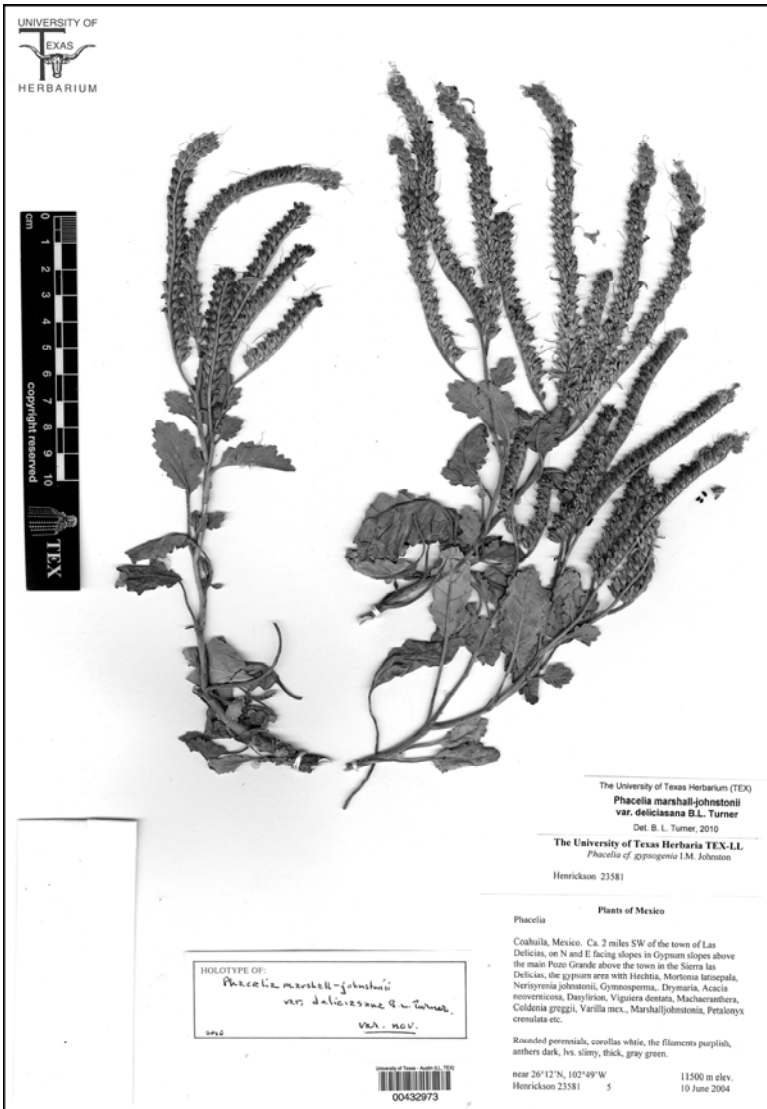 UNIVERSITY OF
TEXAS
HERBARIUM
cm
0
1
2
3
4
5
6
7
8
9
10
copyright reserved
TEX
The University of Texas Herbarium (TEX)
Phacelia marshall-johnstonii
var. deliciasana B.L. Turner
Det. B. L. Turner, 2010
The University of Texas Herbaria TEX-LL
Phacelia cf. gypsogenia I.M. Johnston
Henrickson 23581
Plants of Mexico
Phacelia
Coahuila, Mexico. Ca. 2 miles SW of the town of Las
Delicias, on N and E facing slopes in Gypsum slopes above
the main Pozo Grande above the town in the Sierra las
Delicias, the gypsum area with Hechtia, Mortonia latisepala,
Nerisyrenia johnstonii, Gymnosperma,. Drymaria, Acacia
neovernicosa, Dasylirion, Viguiera dentata, Machaeranthera,
Coldenia greggii, Varilla mex., Marshalljohnstonia, Petalonyx
crenulata etc.
Rounded perennials, corollas whtie, the filaments purplish,
anthers dark, lvs. slimy, thick, gray green.
near 26°12'N, 102°49'W 11500 m elev.
Henrickson 23581 5 10 June 2004
HOLOTYPE OF:
Phacelia marshall-johnstonii
var. deliciasana B.L. Turner,
var. nov.
2010
University of Texas - Austin (LL, TEX)
00432973